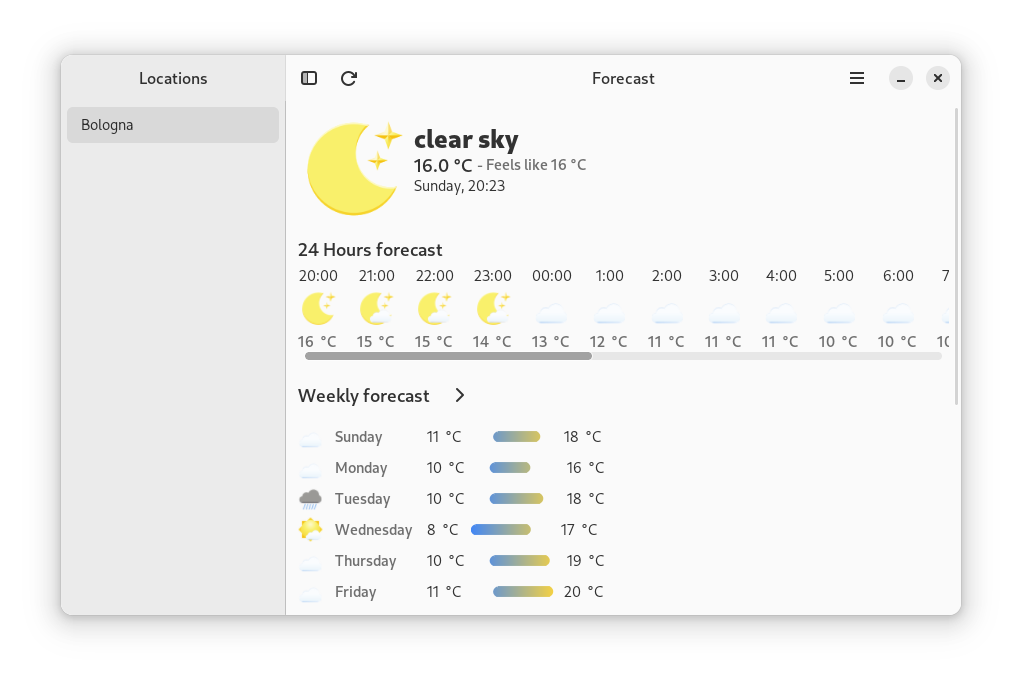 Locations
Forecast
Bologna
clear sky
16.0 °C - Feels like 16 °C
Sunday, 20:23
24 Hours forecast
20:00 21:00 22:00 23:00 00:00 1:00 2:00 3:00 4:00 5:00 6:00 7
16 °C 15 °C 15 °C 14 °C 13 °C 12 °C 11 °C 11 °C 11 °C 10 °C 10 °C 10
Weekly forecast
Sunday 11 °C 18 °C
Monday 10 °C 16 °C
Tuesday 10 °C 18 °C
Wednesday 8 °C 17 °C
Thursday 10 °C 19 °C
Friday 11 °C 20 °C